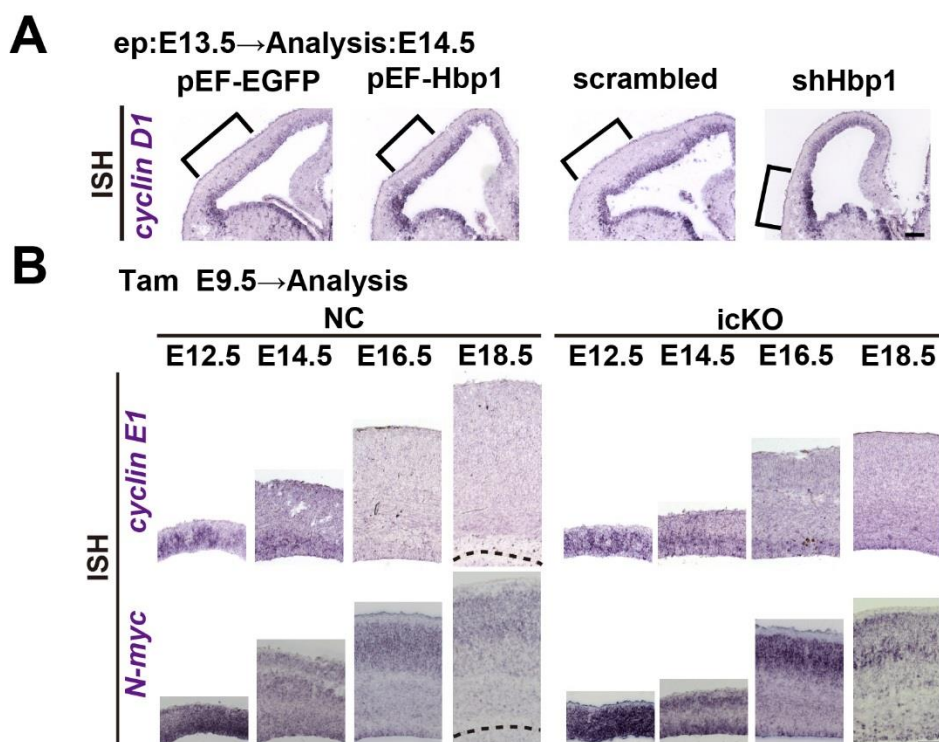 A
ep:E13.5→Analysis:E14.5
pEF-EGFP pEF-Hbp1 scrambled shHbp1
ISH
cyclin D1
B
Tam E9.5→Analysis
NC icKO
E12.5 E14.5 E16.5 E18.5 E12.5 E14.5 E16.5 E18.5
ISH
cyclin E1
N-myc